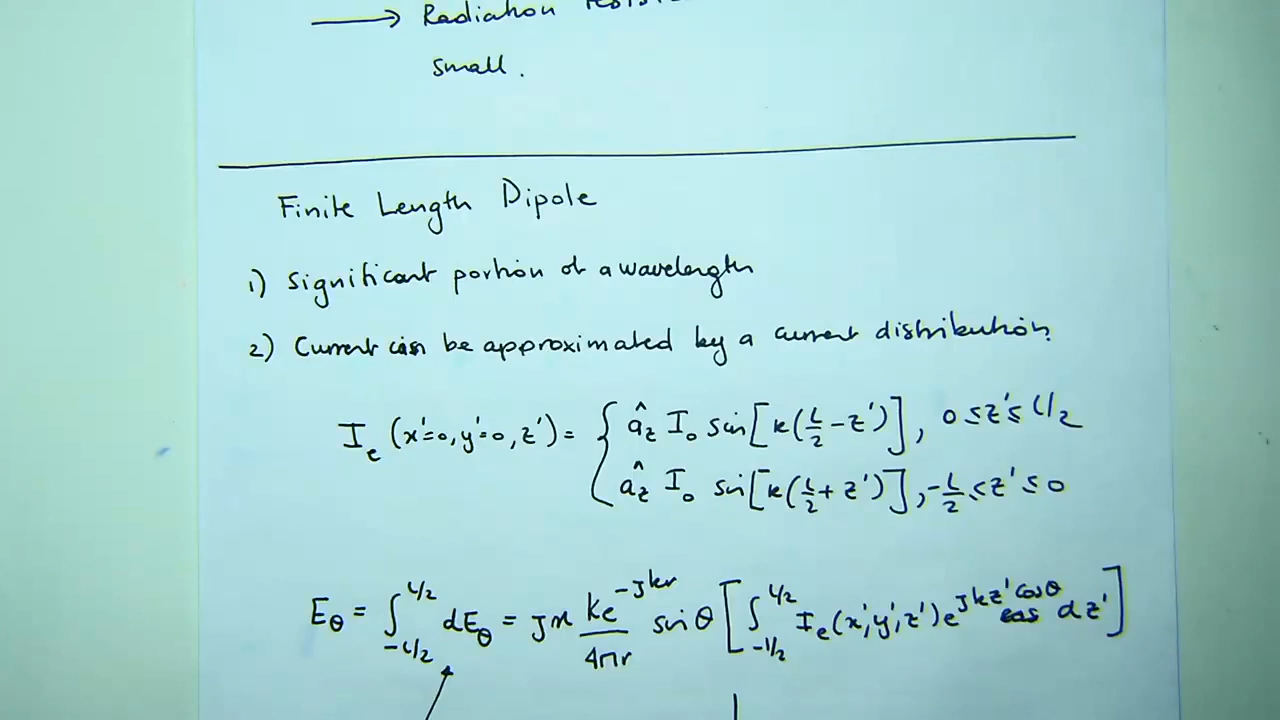 → Radiation
small.
Finite Length Dipole
1) Significant portion of a wavelength
2) Current can be approximated by a current distribution.
I_e (x'=0, y'=0, z') = { â_z I_0 sin[k(L/2 - z')], 0 ≤ z' ≤ L/2
â_z I_0 sin[k(L/2 + z')], -L/2 ≤ z' ≤ 0
E_θ = ∫_{-L/2}^{L/2} dE_θ = jη ke^{-jkr}/4πr sin θ [∫_{-L/2}^{L/2} I_e(x', y', z') e^{jkz' cos θ} dz']